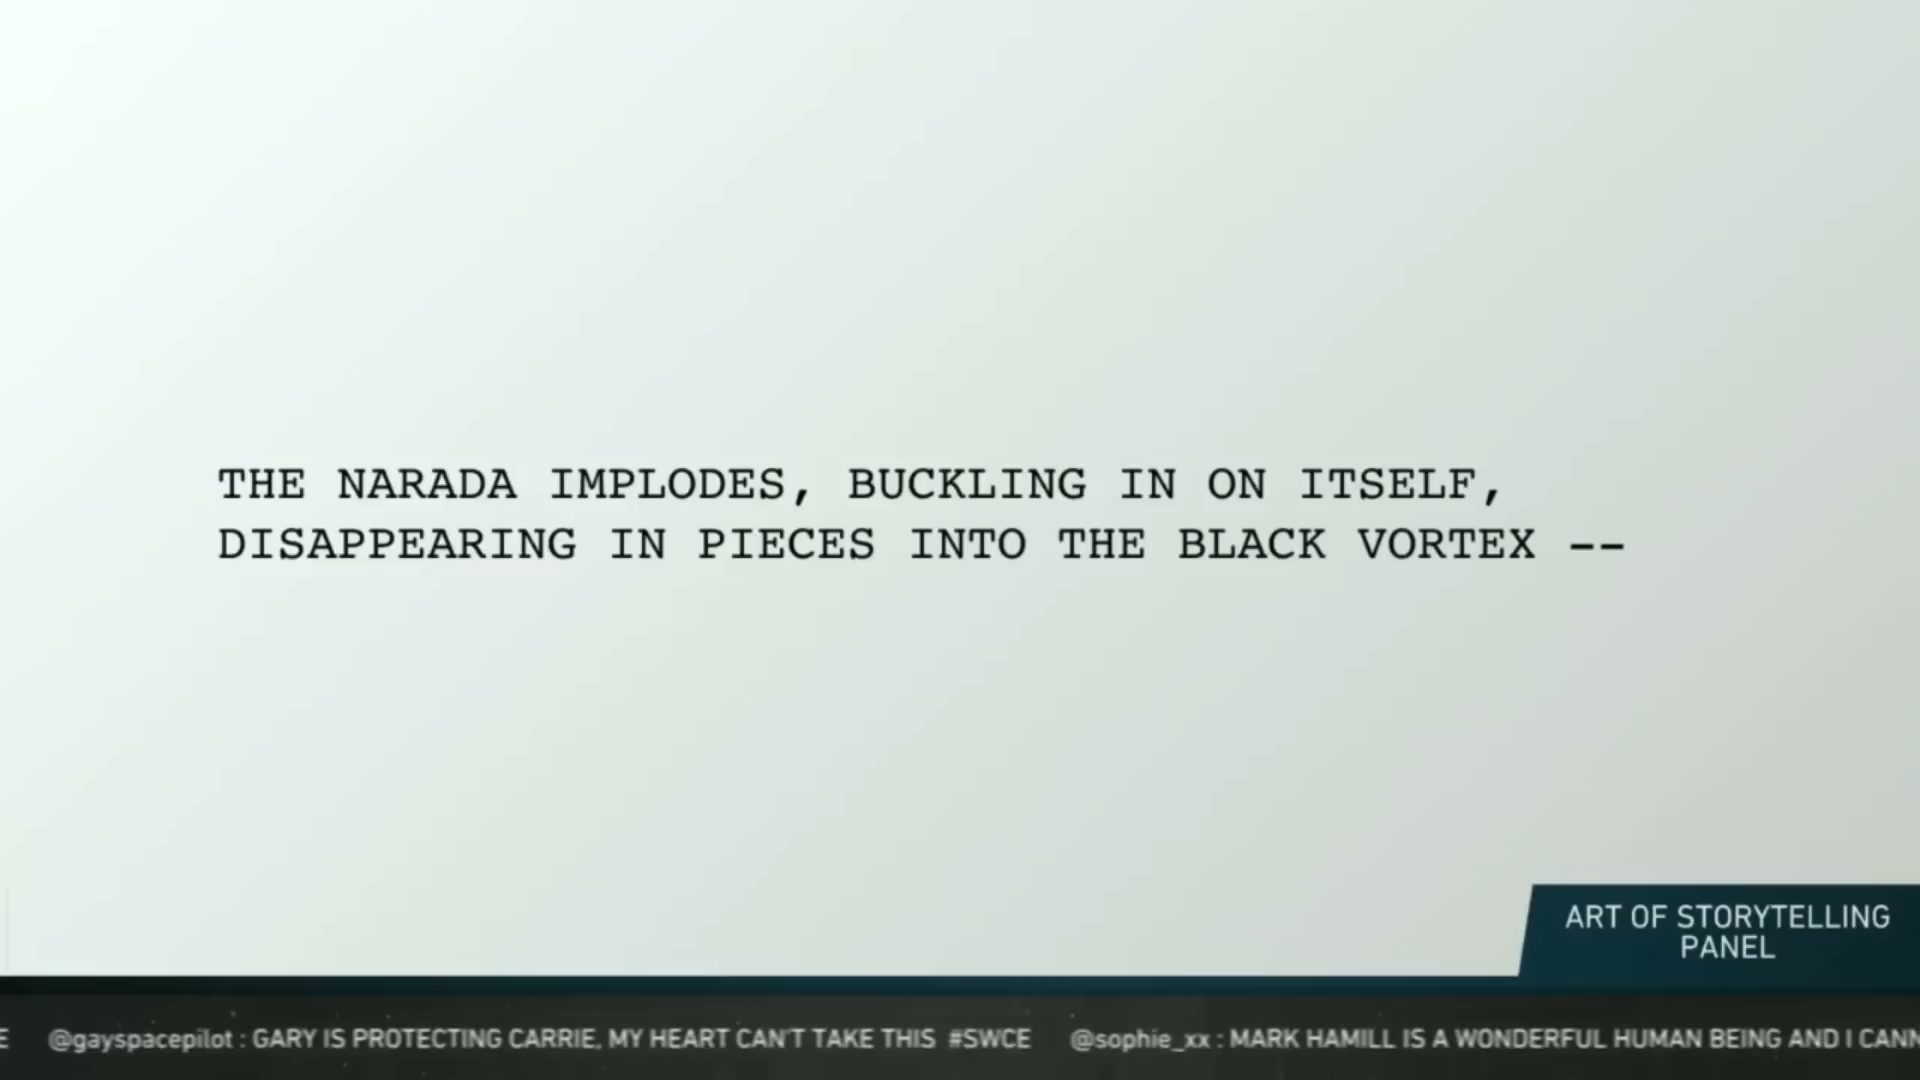 THE NARADA IMPLODES, BUCKLING IN ON ITSELF,
DISAPPEARING IN PIECES INTO THE BLACK VORTEX --
ART OF STORYTELLING
PANEL
E @gayspacepilot : GARY IS PROTECTING CARRIE, MY HEART CAN'T TAKE THIS #SWCE @sophie_xx : MARK HAMILL IS A WONDERFUL HUMAN BEING AND I CANN